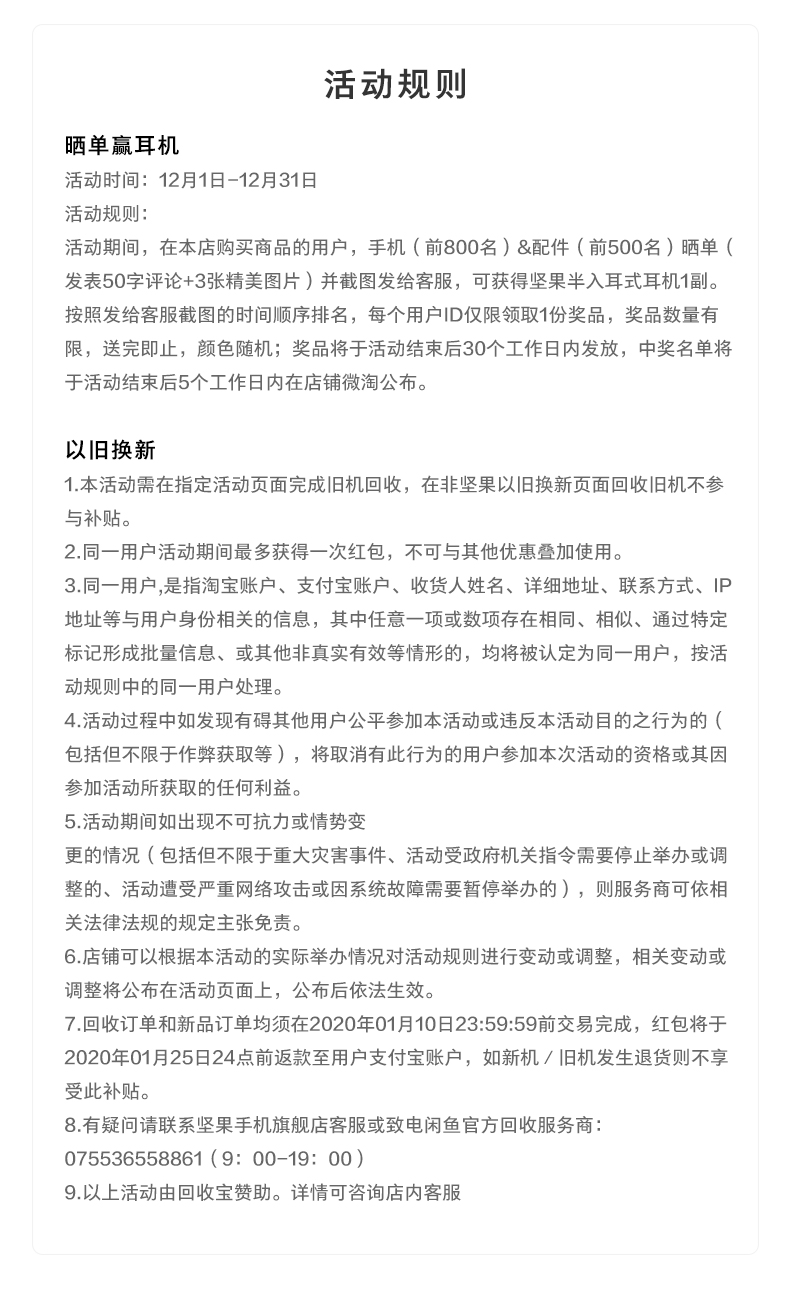 活动规则
晒单赢耳机
活动时间：12月1日-12月31日
活动规则：
活动期间，在本店购买商品的用户，手机（前800名）&配件（前500名）晒单（
发表50字评论+3张精美图片）并截图发给客服，可获得坚果半入耳式耳机1副。
按照发给客服截图的时间顺序排名，每个用户ID仅限领取1份奖品，奖品数量有
限，送完即止，颜色随机；奖品将于活动结束后30个工作日内发放，中奖名单将
于活动结束后5个工作日内在店铺微淘公布。
以旧换新
1.本活动需在指定活动页面完成旧机回收，在非坚果以旧换新页面回收旧机不参
与补贴。
2.同一用户活动期间最多获得一次红包，不可与其他优惠叠加使用。
3.同一用户,是指淘宝账户、支付宝账户、收货人姓名、详细地址、联系方式、IP
地址等与用户身份相关的信息，其中任意一项或数项存在相同、相似、通过特定
标记形成批量信息、或其他非真实有效等情形的，均将被认定为同一用户，按活
动规则中的同一用户处理。
4.活动过程中如发现有碍其他用户公平参加本活动或违反本活动目的之行为的（
包括但不限于作弊获取等），将取消有此行为的用户参加本次活动的资格或其因
参加活动所获取的任何利益。
5.活动期间如出现不可抗力或情势变
更的情况（包括但不限于重大灾害事件、活动受政府机关指令需要停止举办或调
整的、活动遭受严重网络攻击或因系统故障需要暂停举办的），则服务商可依相
关法律法规的规定主张免责。
6.店铺可以根据本活动的实际举办情况对活动规则进行变动或调整，相关变动或
调整将公布在活动页面上，公布后依法生效。
7.回收订单和新品订单均须在2020年01月10日23:59:59前交易完成，红包将于
2020年01月25日24点前返款至用户支付宝账户，如新机/旧机发生退货则不享
受此补贴。
8.有疑问请联系坚果手机旗舰店客服或致电闲鱼官方回收服务商：
075536558861（9：00-19：00）
9.以上活动由回收宝赞助。详情可咨询店内客服